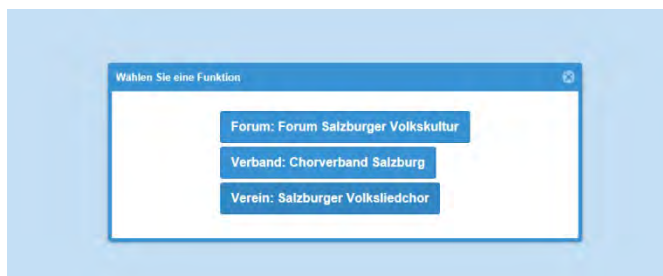 Wählen Sie eine Funktion
Forum: Forum Salzburger Volkskultur
Verband: Chorverband Salzburg
Verein: Salzburger Volksliedchor